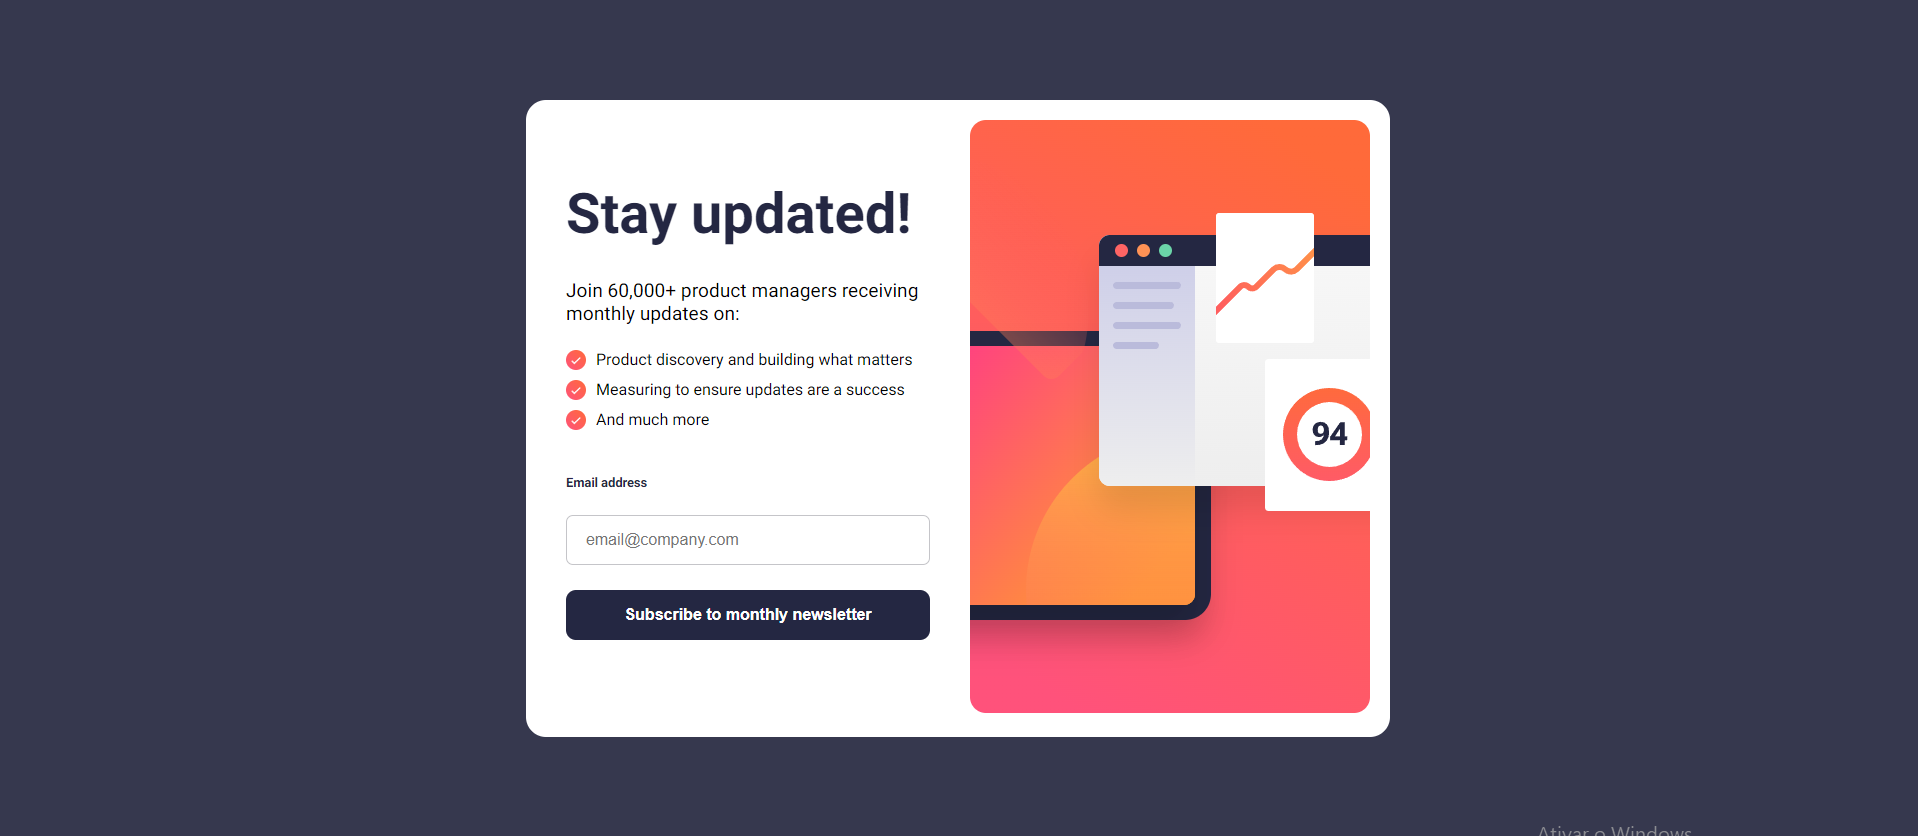 Stay updated!
Join 60,000+ product managers receiving
monthly updates on:
Product discovery and building what matters
Measuring to ensure updates are a success
And much more
Email address
email@company.com
Subscribe to monthly newsletter
94
Ativar o Windows